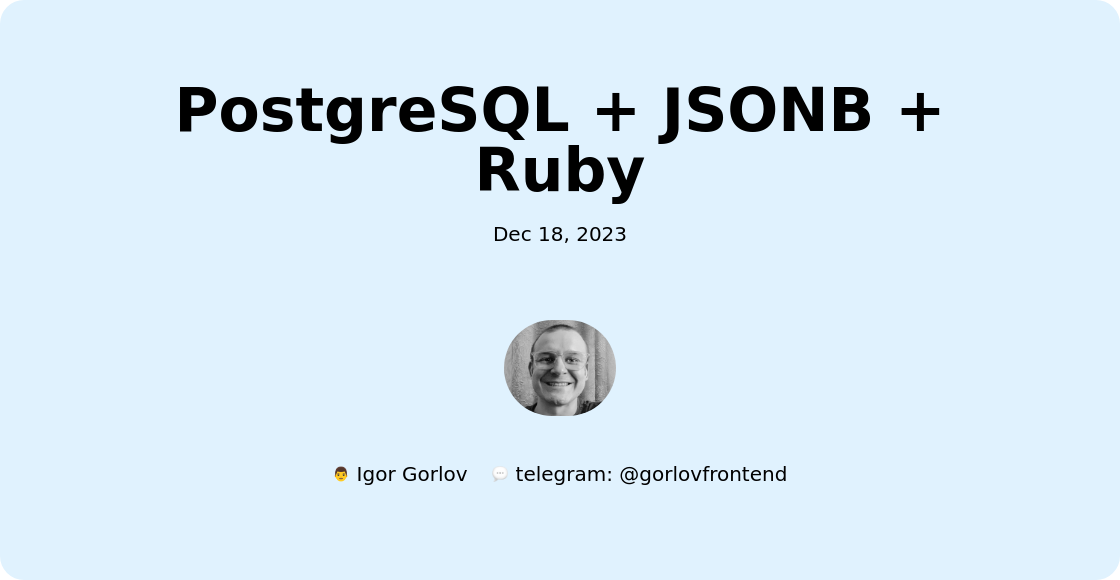 PostgreSQL + JSONB +
Ruby
Dec 18, 2023
👨 Igor Gorlov 💬 telegram: @gorlovfrontend